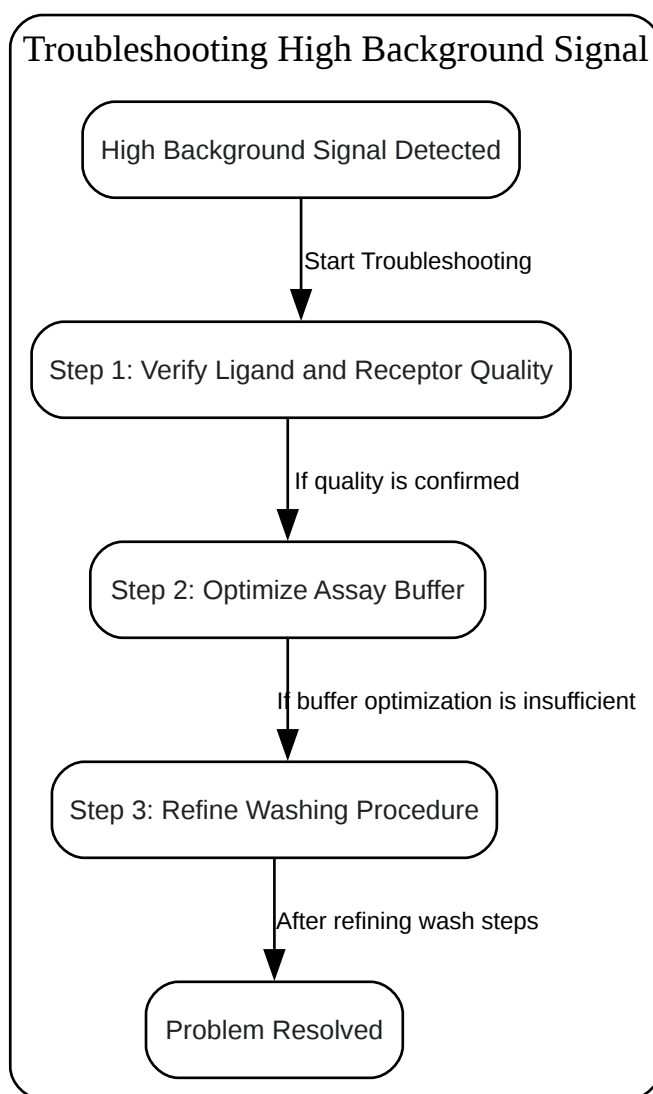 Troubleshooting High Background Signal
High Background Signal Detected
Start Troubleshooting
Step 1: Verify Ligand and Receptor Quality
If quality is confirmed
Step 2: Optimize Assay Buffer
If buffer optimization is insufficient
Step 3: Refine Washing Procedure
After refining wash steps
Problem Resolved